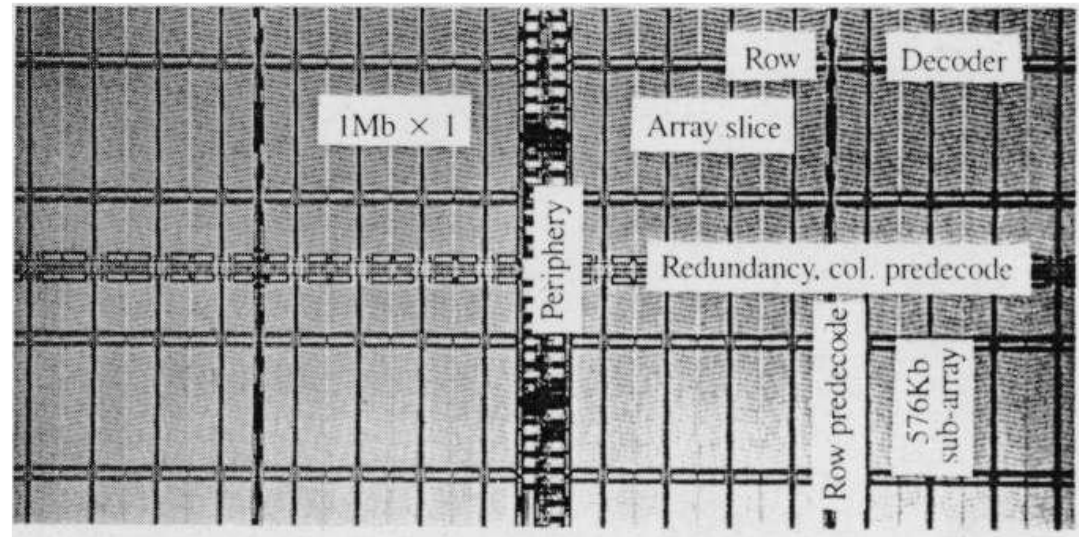 Row
Decoder
1Mb × 1
Array slice
Periphery
Redundancy, col. predecode
Row predecode
576Kb
sub-array